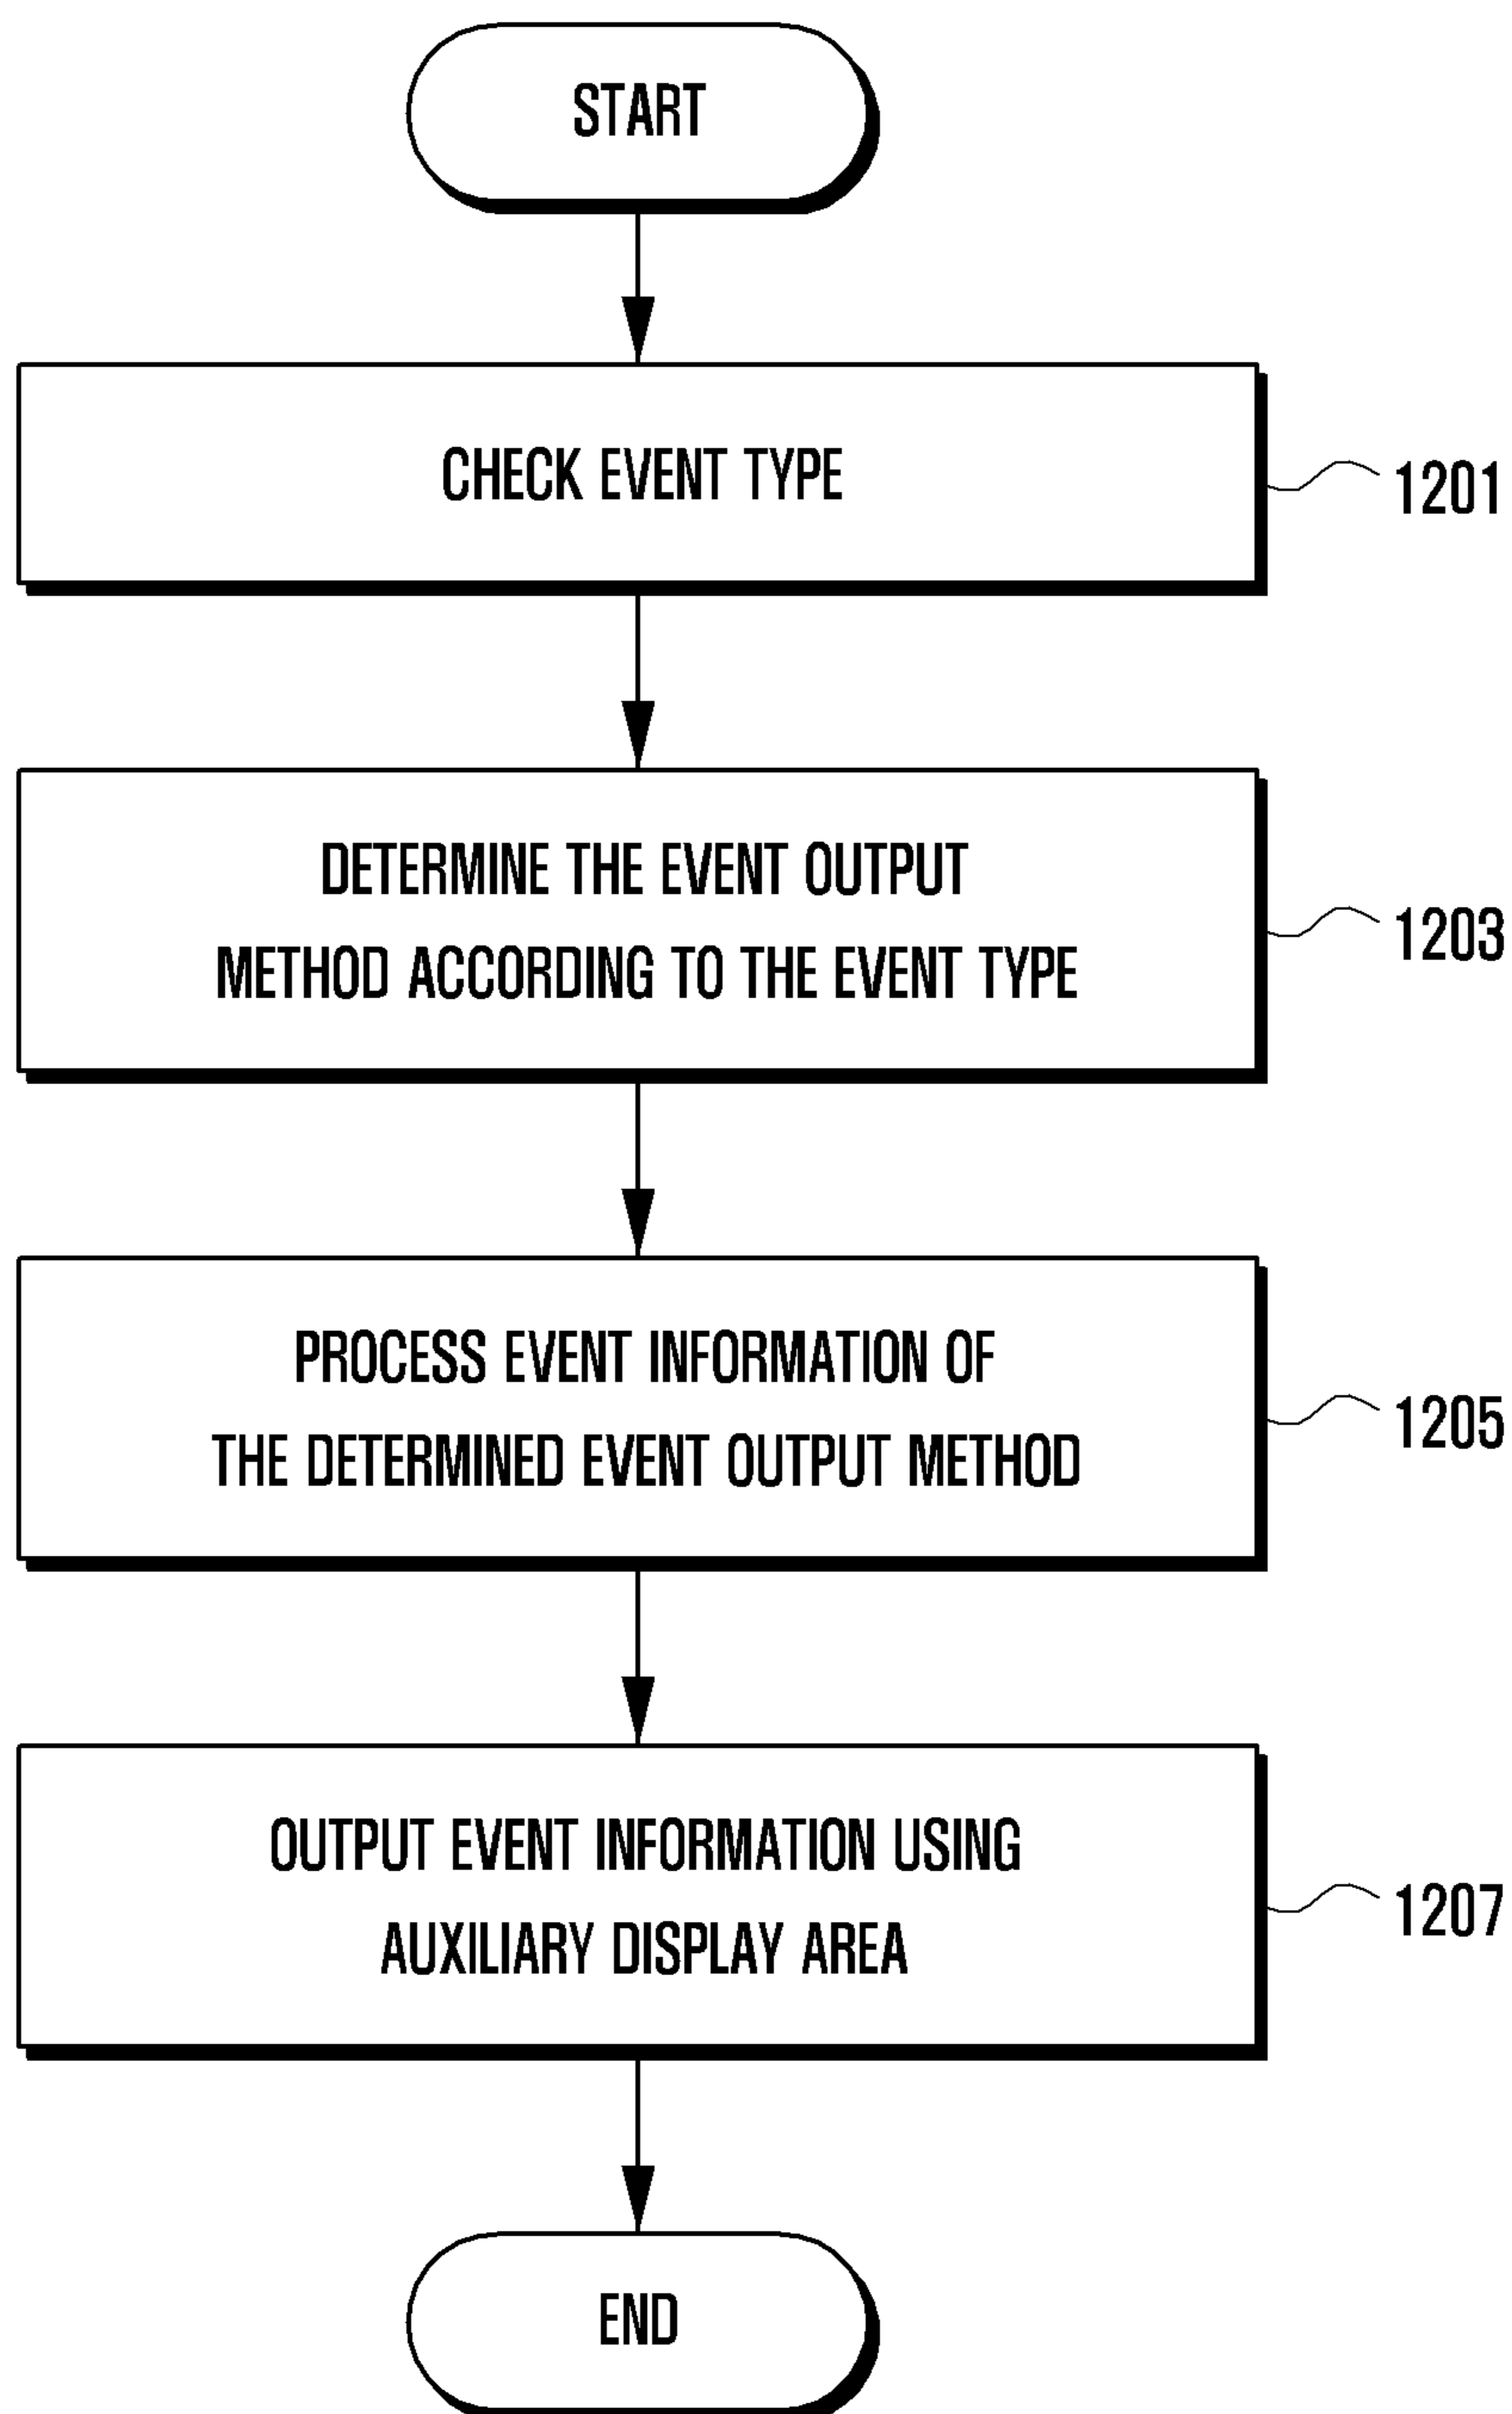 START
CHECK EVENT TYPE
1201
DETERMINE THE EVENT OUTPUT
METHOD ACCORDING TO THE EVENT TYPE
1203
PROCESS EVENT INFORMATION OF
THE DETERMINED EVENT OUTPUT METHOD
1205
OUTPUT EVENT INFORMATION USING
AUXILIARY DISPLAY AREA
1207
END